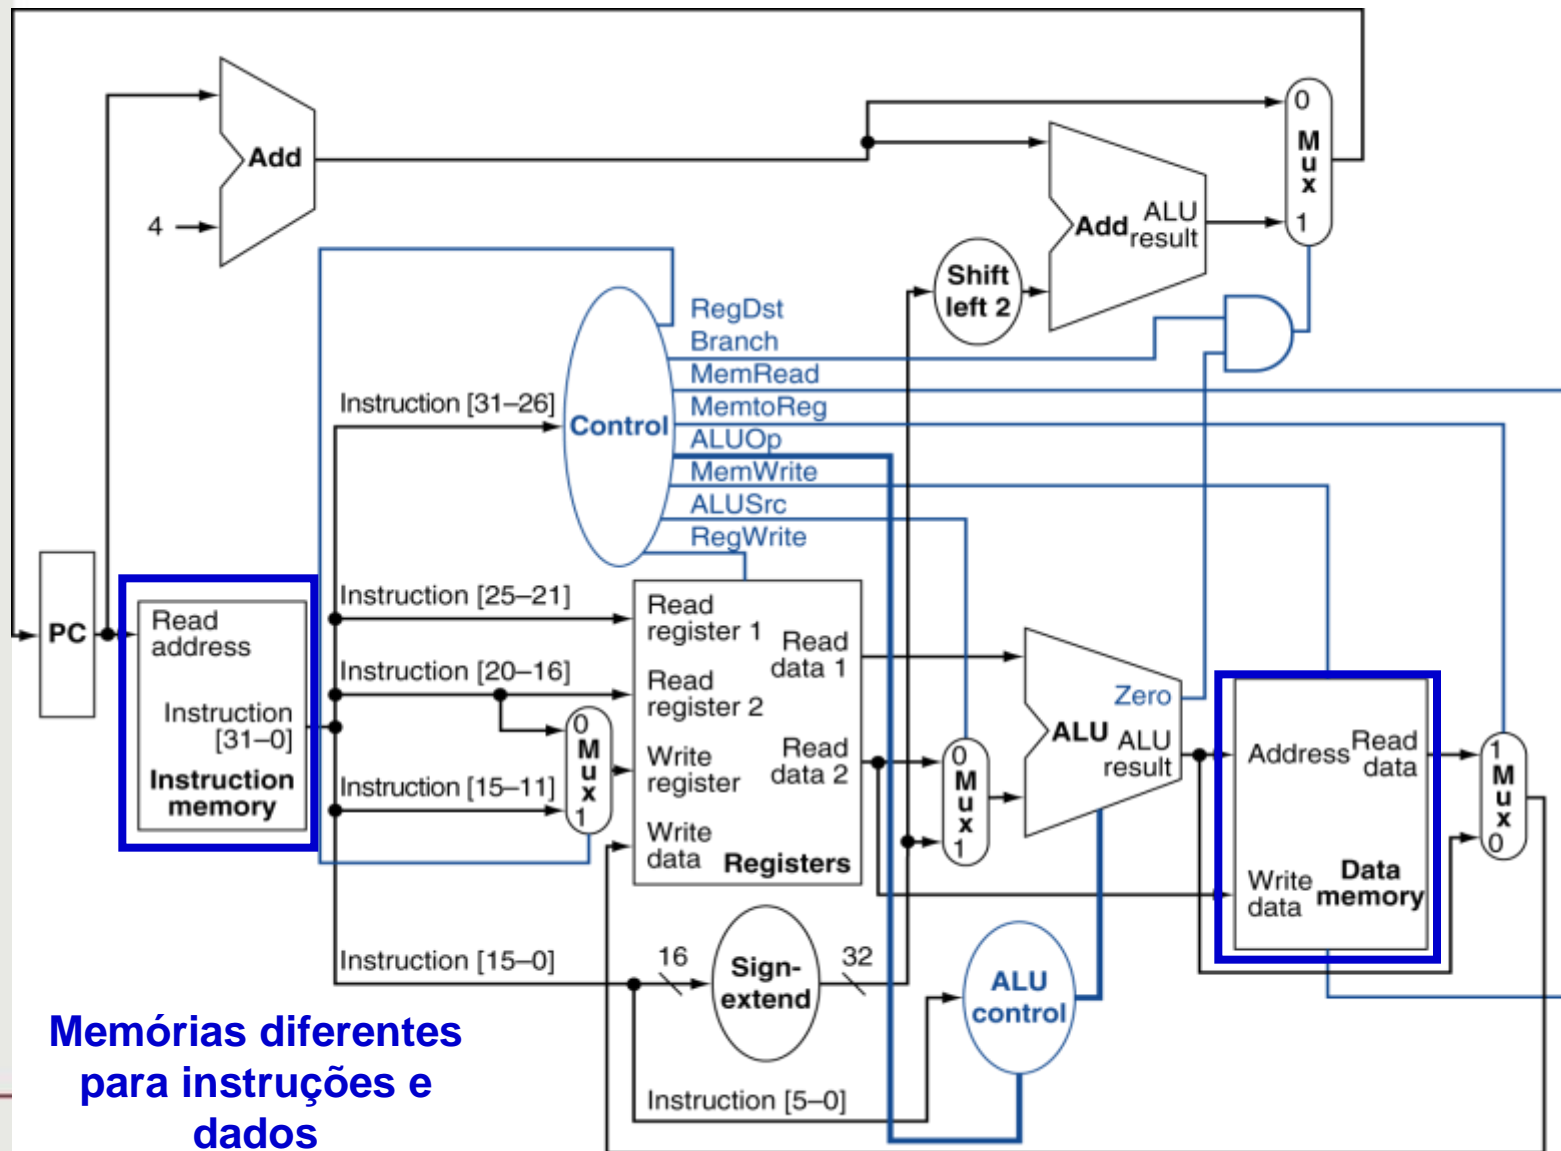 Add
4
0
M
u
x
1
Add
ALU
result
Shift
left 2
RegDst
Branch
MemRead
MemtoReg
ALUOp
MemWrite
ALUSrc
RegWrite
Instruction [31–26]
Control
PC
Read
address
Instruction
[31–0]
Instruction
memory
Instruction [25–21]
Instruction [20–16]
Instruction [15–11]
0
M
u
x
1
Read
register 1
Read
register 2
Write
register
Write
data
Read
data 1
Read
data 2
Registers
0
M
u
x
1
Zero
ALU
ALU
result
Address
Read
data
Write
data
Data
memory
1
M
u
x
0
Instruction [15–0]
16
Sign-
extend
32
ALU
control
Instruction [5–0]
Memórias diferentes
para instruções e
dados